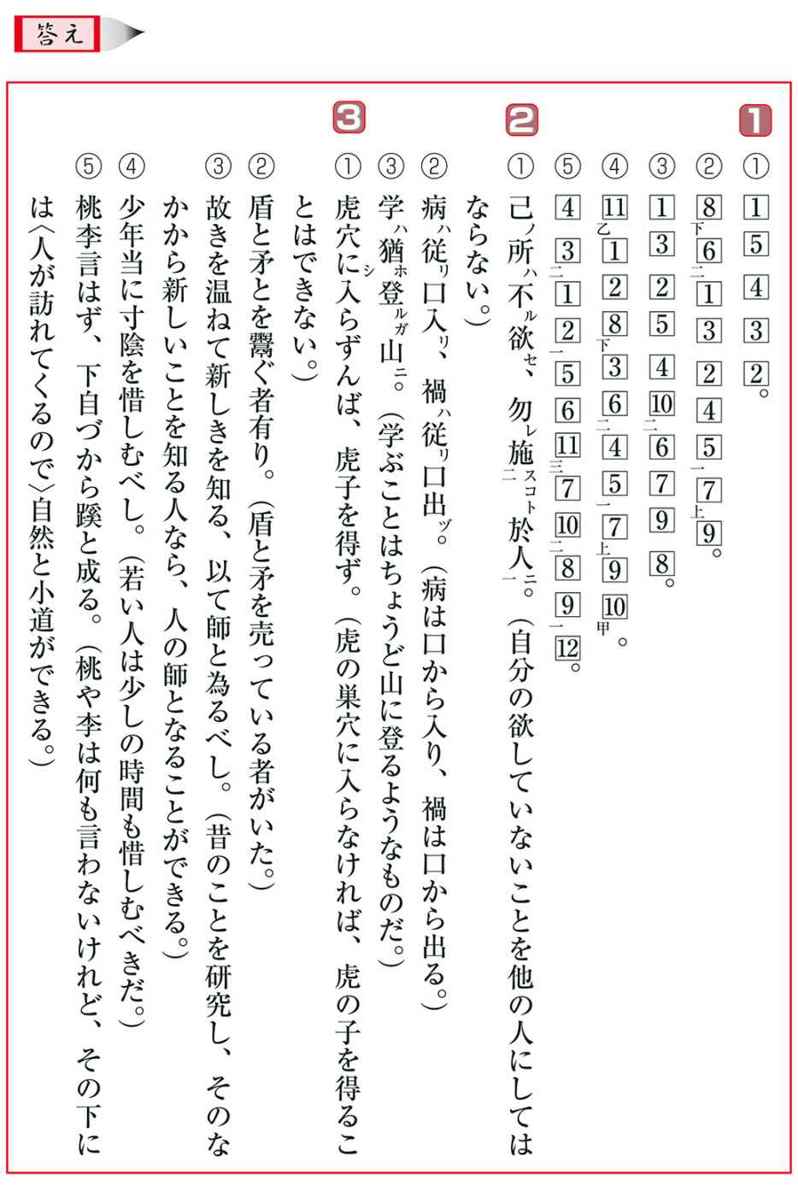 答え
1 ① 1 5 4 3 2。
② 8下 6二 1 3 2 4 5一 7上 9。
③ 1 3 2 5 4 10二 6 7 9 8。
④ 11乙 1 2 8下 3 6二 4 5一 7上 9 10甲。
⑤ 4 3二 1 2一 5 6 11三 7 10二 8 9一 12。
2 ① 己ノ所ハ不ル欲セ、勿レ施二スコト於人一ニ。（自分の欲していないことを他の人にしては
ならない。）
② 病ハ従リ口入リ、禍ハ従リ口出ヅ。（病は口から入り、禍は口から出る。）
③ 学ハ猶ホシ登ルガ山ニ。（学ぶことはちょうど山に登るようなものだ。）
3 ① 虎穴に入らずんば、虎子を得ず。（虎の巣穴に入らなければ、虎の子を得るこ
とはできない。）
② 盾と矛とを鬻ぐ者有り。（盾と矛を売っている者がいた。）
③ 故きを温ねて新しきを知る、以て師と為るべし。（昔のことを研究し、そのな
かから新しいことを知る人なら、人の師となることができる。）
④ 少年当に寸陰を惜しむべし。（若い人は少しの時間も惜しむべきだ。）
⑤ 桃李言はず、下自づから蹊と成る。（桃や李は何も言わないけれど、その下に
は〈人が訪れてくるので〉自然と小道ができる。）